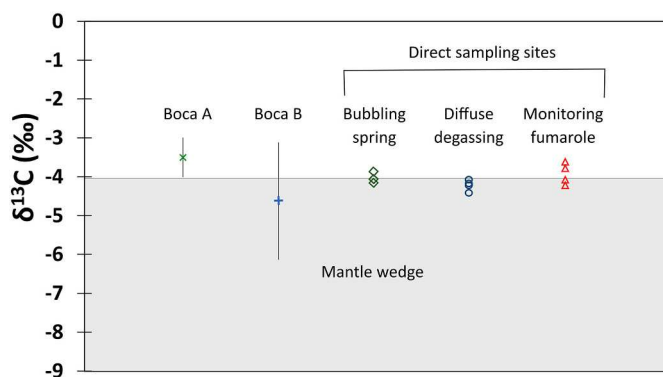 Direct sampling sites
Boca A
Boca B
Bubbling
spring
Diffuse
degassing
Monitoring
fumarole
Mantle wedge
δ¹³C (‰)
0
-1
-2
-3
-4
-5
-6
-7
-8
-9